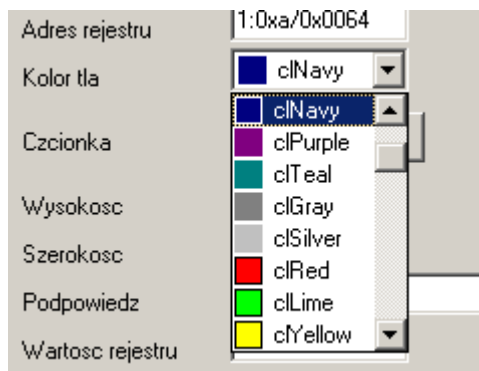 Adres rejestru 1:0xa/0x0064
Kolor tla clNavy
clNavy
Czcionka clPurple
clTeal
Wysokosc clGray
clSilver
Szerokosc clRed
Podpowiedz clLime
clYellow
Wartosc rejestru